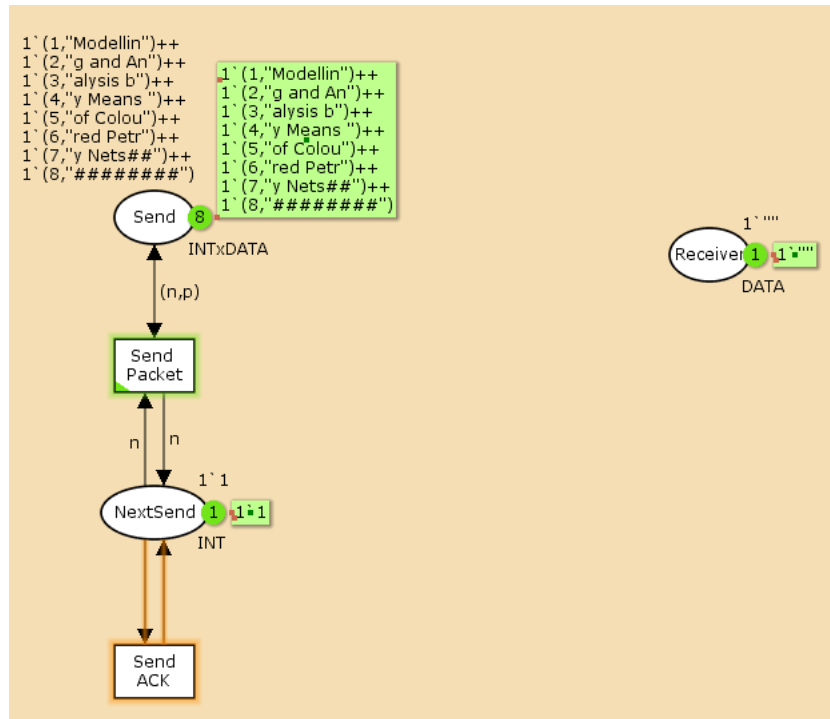 1`(1,"Modellin")++
1`(2,"g and An")++
1`(3,"alysis b")++
1`(4,"y Means ")++
1`(5,"of Colou")++
1`(6,"red Petr")++
1`(7,"y Nets##")++
1`(8,"########")
1`(1,"Modellin")++
1`(2,"g and An")++
1`(3,"alysis b")++
1`(4,"y Means ")++
1`(5,"of Colou")++
1`(6,"red Petr")++
1`(7,"y Nets##")++
1`(8,"########")
Send
8
INTxDATA
1`""
Receiver
1
1`""
DATA
(n,p)
Send
Packet
n
n
1`1
NextSend
1
1`1
INT
Send
ACK